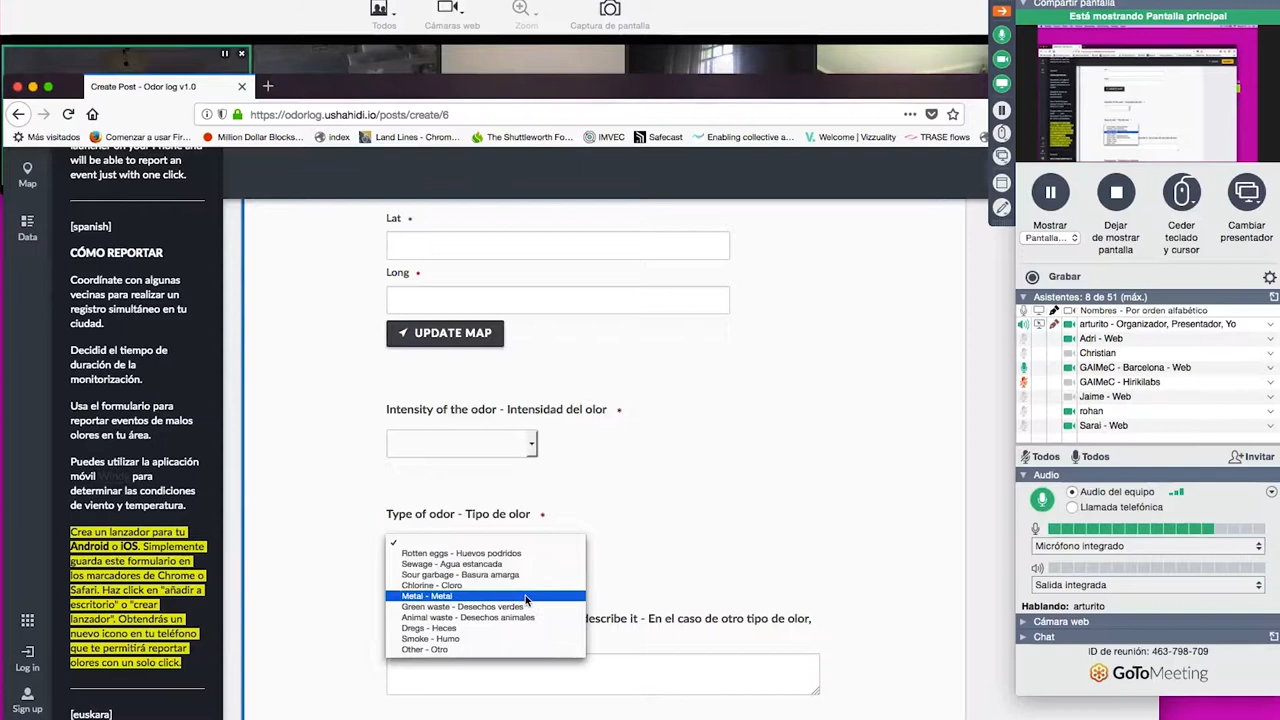 Todos
Cámaras web
Zoom
Captura de pantalla
Create Post - Odor log v1.0
https://odorlog.ushahidi.io/posts/create/6
Más visitados
Comenzar a usar Fir...
Million Dollar Blocks...
index
Land Lines - Chrom...
The Shuttleworth Fo...
IMVEC
Safecast
Enabling collective a...
Welcome | Vizzuality
TRASE flows
Map
Data
Log in
Sign up
launcher on your Phone and
will be able to report an
event just with one click.
[spanish]
CÓMO REPORTAR
Coordínate con algunas
vecinas para realizar un
registro simultáneo en tu
ciudad.
Decidid el tiempo de
duración de la
monitorización.
Usa el formulario para
reportar eventos de malos
olores en tu área.
Puedes utilizar la aplicación
móvil Windy para
determinar las condiciones
de viento y temperatura.
Crea un lanzador para tu
Android o iOS. Simplemente
guarda este formulario en
los marcadores de Chrome o
Safari. Haz click en "añadir a
escritorio" o "crear
lanzador". Obtendrás un
nuevo icono en tu teléfono
que te permitirá reportar
olores con un solo click.
[euskara]
Lat •
Long •
UPDATE MAP
Intensity of the odor - Intensidad del olor •
Type of odor - Tipo de olor •
Rotten eggs - Huevos podridos
Sewage - Agua estancada
Sour garbage - Basura amarga
Chlorine - Cloro
Metal - Metal
Green waste - Desechos verdes
Animal waste - Desechos animales
Dregs - Heces
Smoke - Humo
Other - Otro
describe it - En el caso de otro tipo de olor,
Compartir pantalla
Está mostrando Pantalla principal
Mostrar
Pantalla...
Dejar
de mostrar
pantalla
Ceder
teclado
y cursor
Cambiar
presentador
Grabar
Asistentes: 8 de 51 (máx.)
Nombres - Por orden alfabético
arturito - Organizador, Presentador, Yo
Adri - Web
Christian
GAIMeC - Barcelona - Web
GAIMeC - Hirikilabs
Jaime - Web
rohan
Sarai - Web
Todos
Todos
Invitar
Audio
Audio del equipo
Llamada telefónica
Micrófono integrado
Salida integrada
Hablando: arturito
Cámara web
Chat
ID de reunión: 463-798-709
GoToMeeting